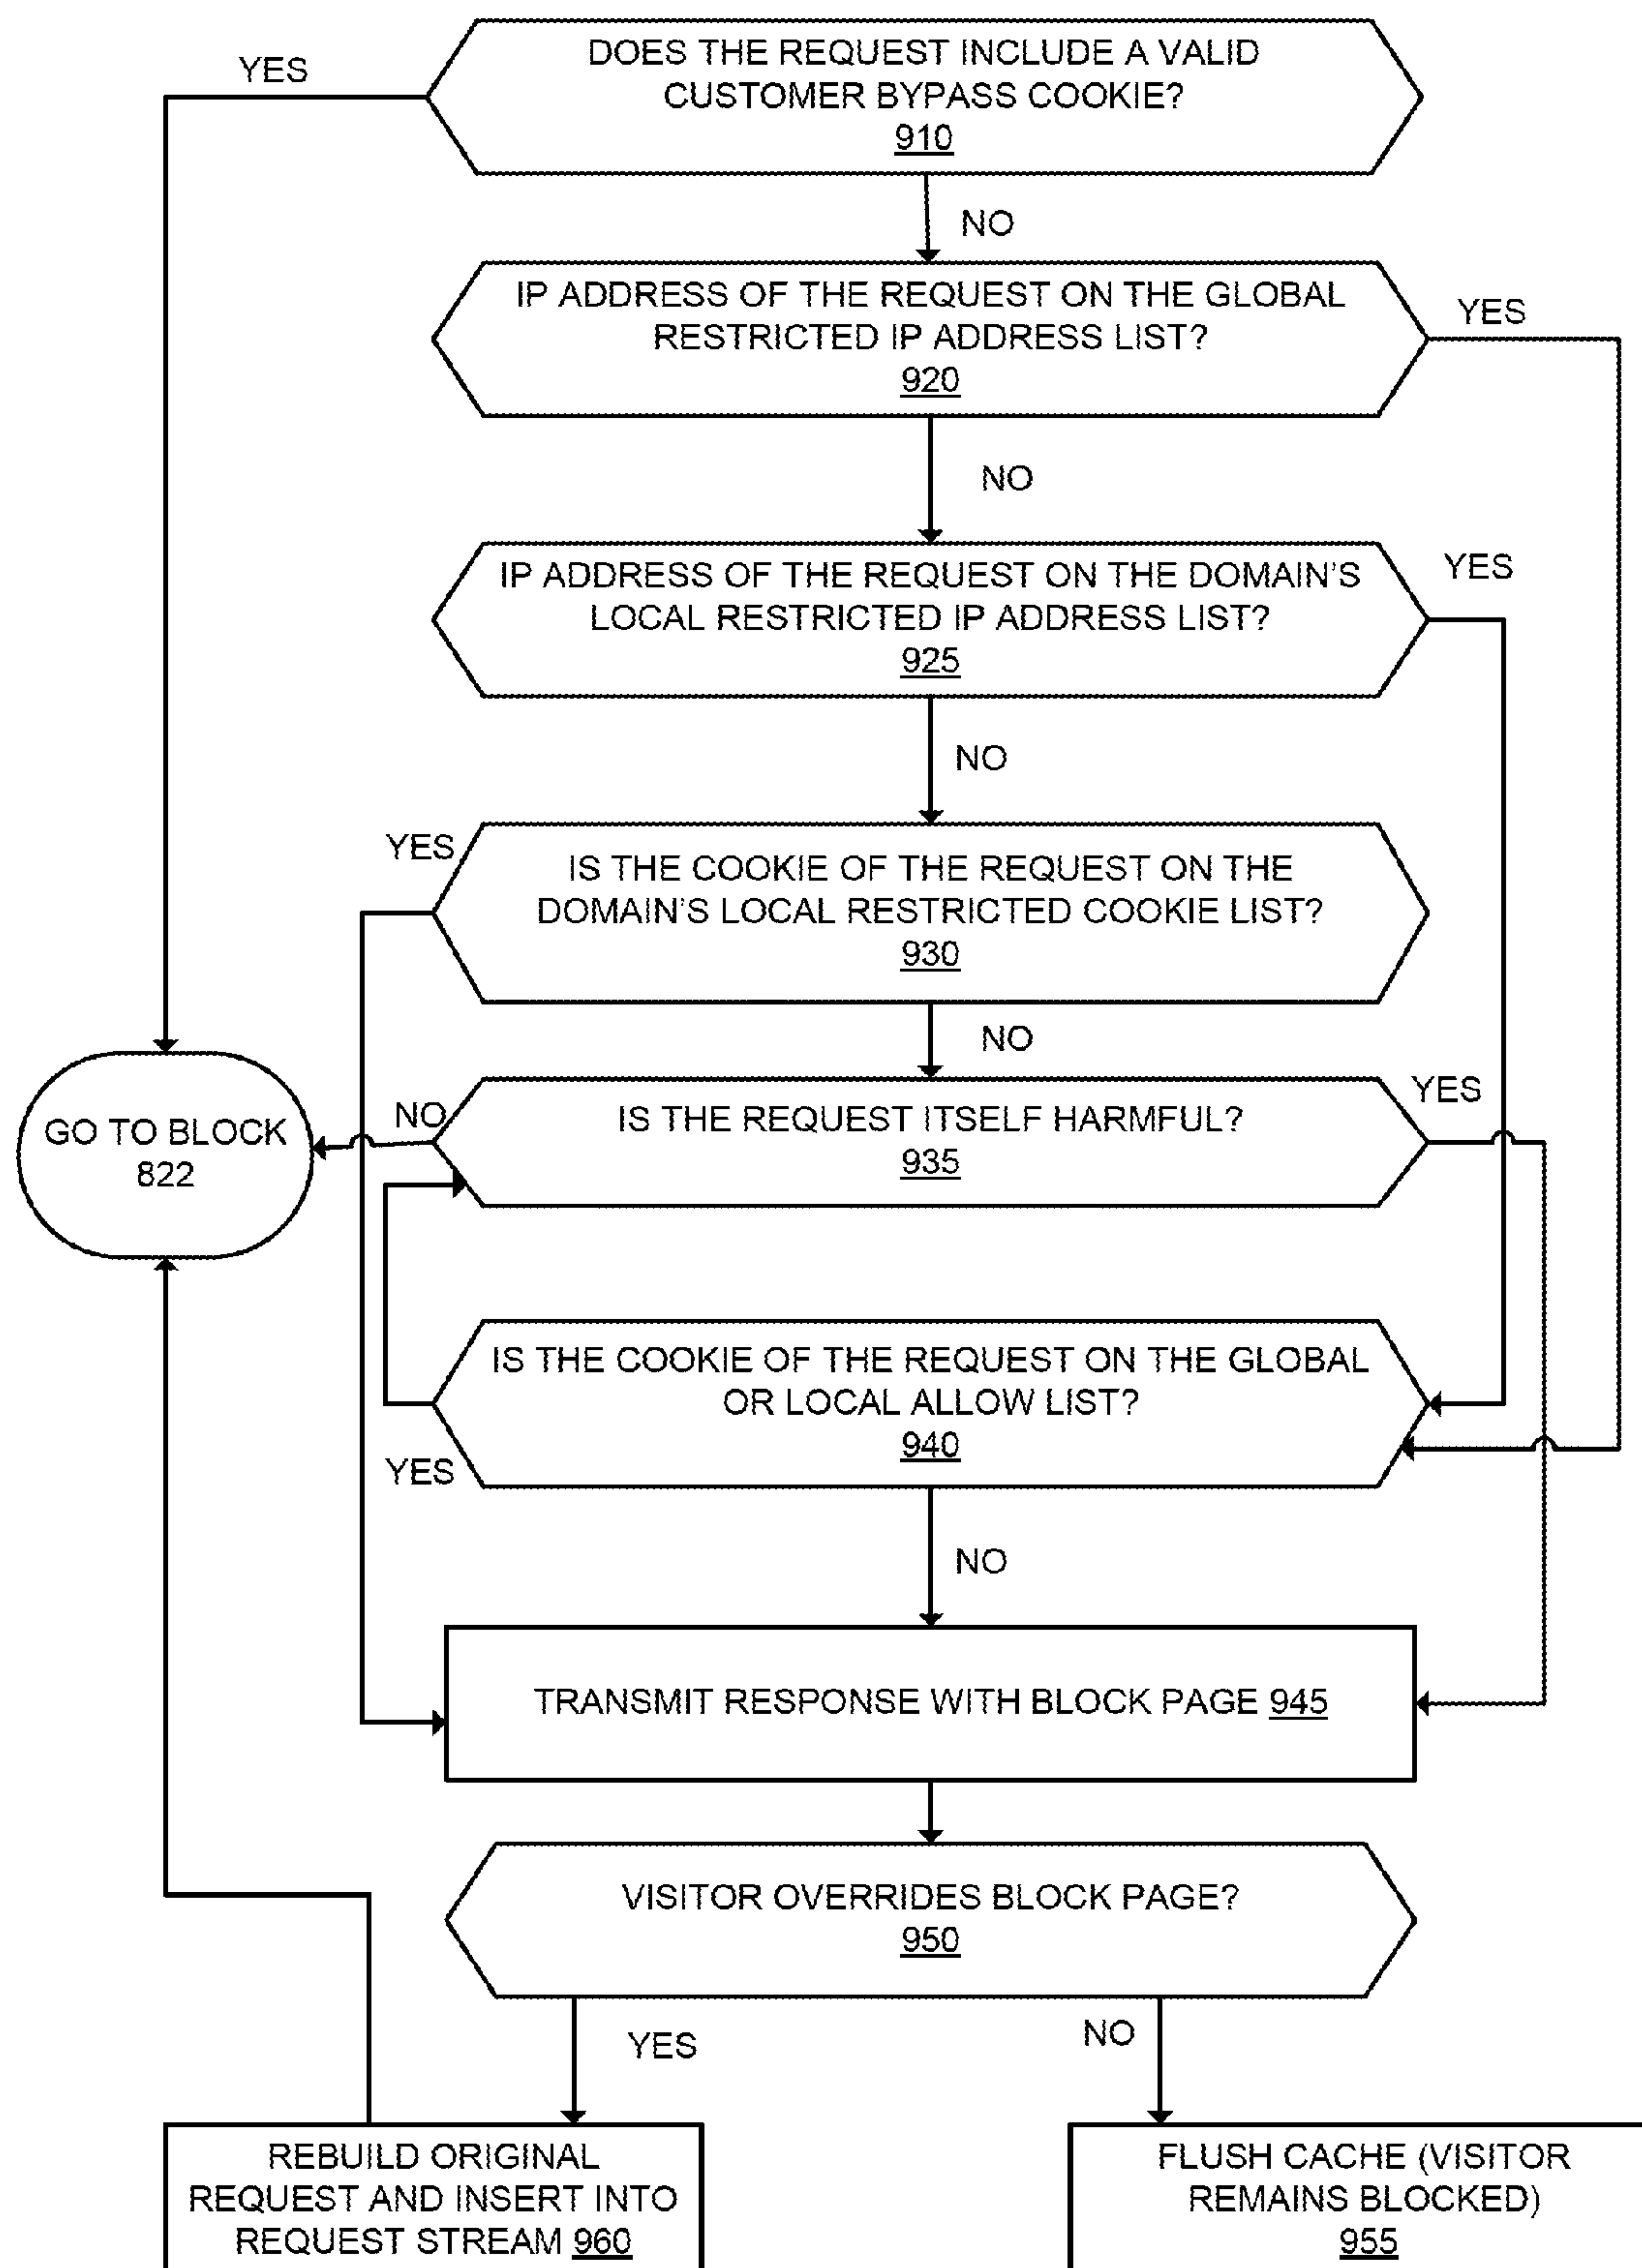 DOES THE REQUEST INCLUDE A VALID
CUSTOMER BYPASS COOKIE?
910
YES
NO
IP ADDRESS OF THE REQUEST ON THE GLOBAL
RESTRICTED IP ADDRESS LIST?
920
YES
NO
IP ADDRESS OF THE REQUEST ON THE DOMAIN'S
LOCAL RESTRICTED IP ADDRESS LIST?
925
YES
NO
YES
IS THE COOKIE OF THE REQUEST ON THE
DOMAIN'S LOCAL RESTRICTED COOKIE LIST?
930
NO
GO TO BLOCK
822
NO
IS THE REQUEST ITSELF HARMFUL?
935
YES
IS THE COOKIE OF THE REQUEST ON THE GLOBAL
OR LOCAL ALLOW LIST?
940
YES
NO
TRANSMIT RESPONSE WITH BLOCK PAGE 945
VISITOR OVERRIDES BLOCK PAGE?
950
YES
NO
REBUILD ORIGINAL
REQUEST AND INSERT INTO
REQUEST STREAM 960
FLUSH CACHE (VISITOR
REMAINS BLOCKED)
955